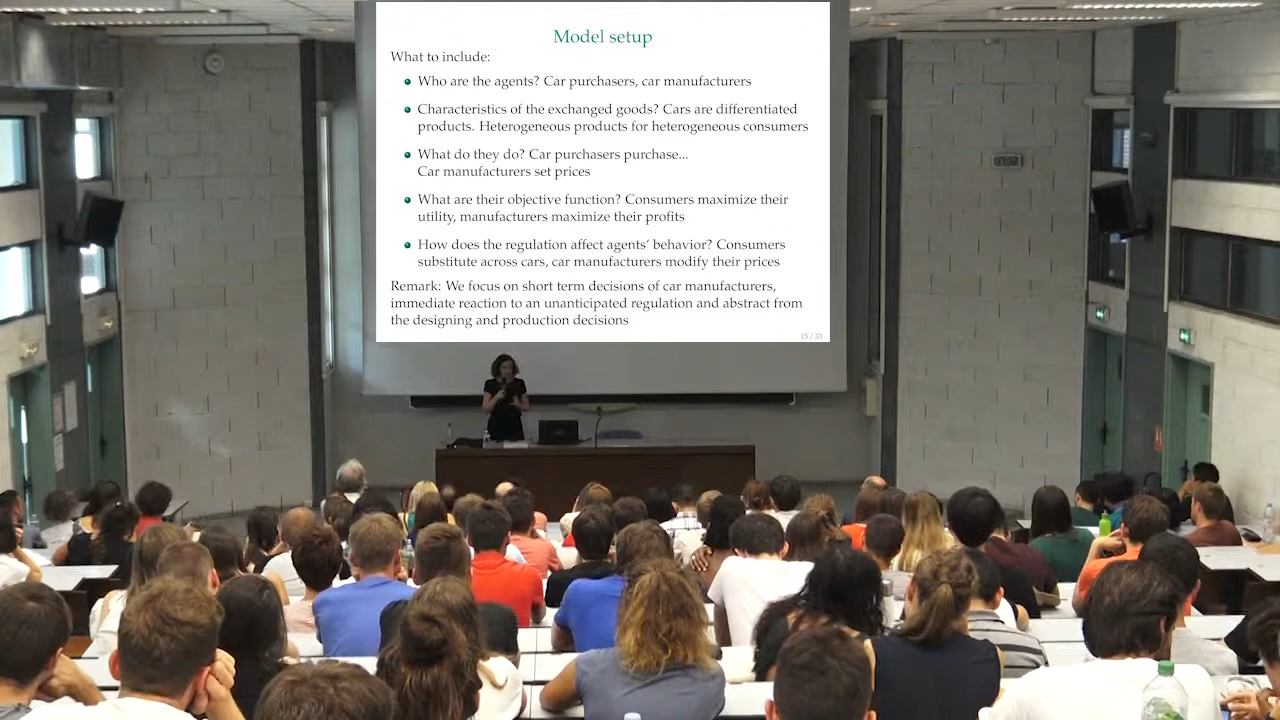 Model setup
What to include:
Who are the agents? Car purchasers, car manufacturers
Characteristics of the exchanged goods? Cars are differentiated
products. Heterogeneous products for heterogeneous consumers
What do they do? Car purchasers purchase...
Car manufacturers set prices
What are their objective function? Consumers maximize their
utility, manufacturers maximize their profits
How does the regulation affect agents' behavior? Consumers
substitute across cars, car manufacturers modify their prices
Remark: We focus on short term decisions of car manufacturers,
immediate reaction to an unanticipated regulation and abstract from
the designing and production decisions
15 / 33